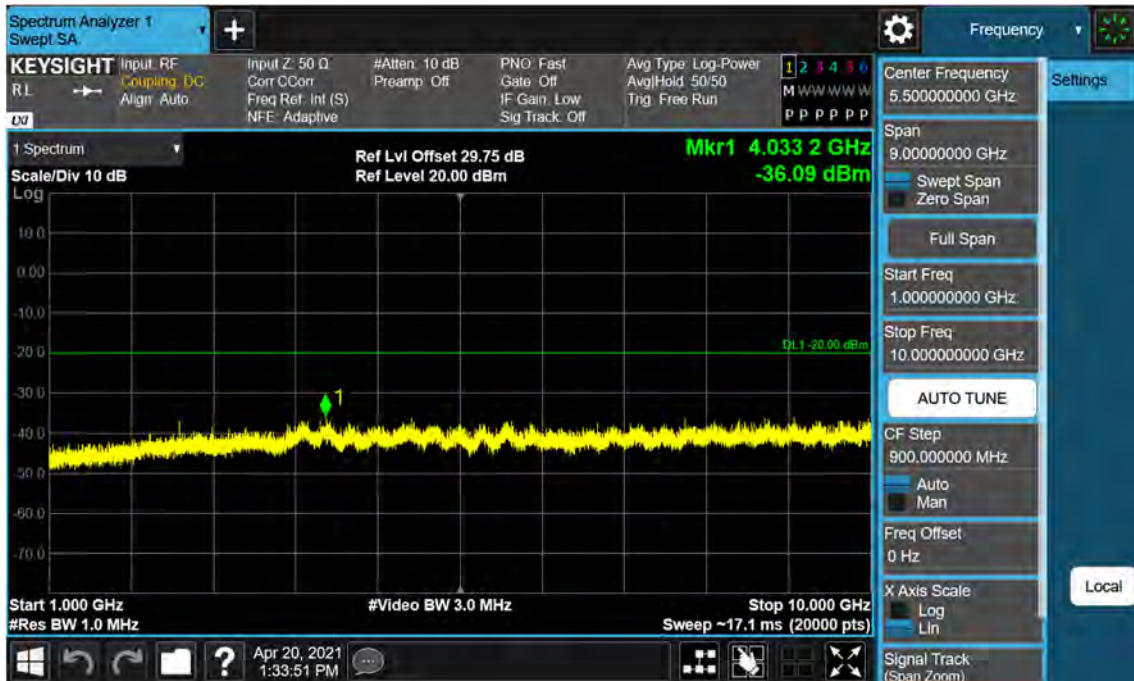 Spectrum Analyzer 1
Swept SA
Frequency
KEYSIGHT
RL
LXI
Input: RF
Coupling: DC
Align: Auto
Input Z: 50 Ω
Corr CCorr
Freq Ref: Int (S)
NFE: Adaptive
#Atten: 10 dB
Preamp: Off
PNO: Fast
Gate: Off
IF Gain: Low
Sig Track: Off
Avg Type: Log-Power
Avg|Hold: 50/50
Trig: Free Run
1 2 3 4 5 6
M W W W W W
P P P P P P
1 Spectrum
Scale/Div 10 dB
Log
Ref Lvl Offset 29.75 dB
Ref Level 20.00 dBm
Mkr1 4.033 2 GHz
-36.09 dBm
10.0
0.00
-10.0
-20.0
-30.0
-40.0
-50.0
-60.0
-70.0
DL1 -20.00 dBm
1
Start 1.000 GHz
#Res BW 1.0 MHz
#Video BW 3.0 MHz
Stop 10.000 GHz
Sweep ~17.1 ms (20000 pts)
Apr 20, 2021
1:33:51 PM
Center Frequency
5.500000000 GHz
Span
9.00000000 GHz
Swept Span
Zero Span
Full Span
Start Freq
1.000000000 GHz
Stop Freq
10.000000000 GHz
AUTO TUNE
CF Step
900.000000 MHz
Auto
Man
Freq Offset
0 Hz
X Axis Scale
Log
Lin
Signal Track
(Span Zoom)
Settings
Local